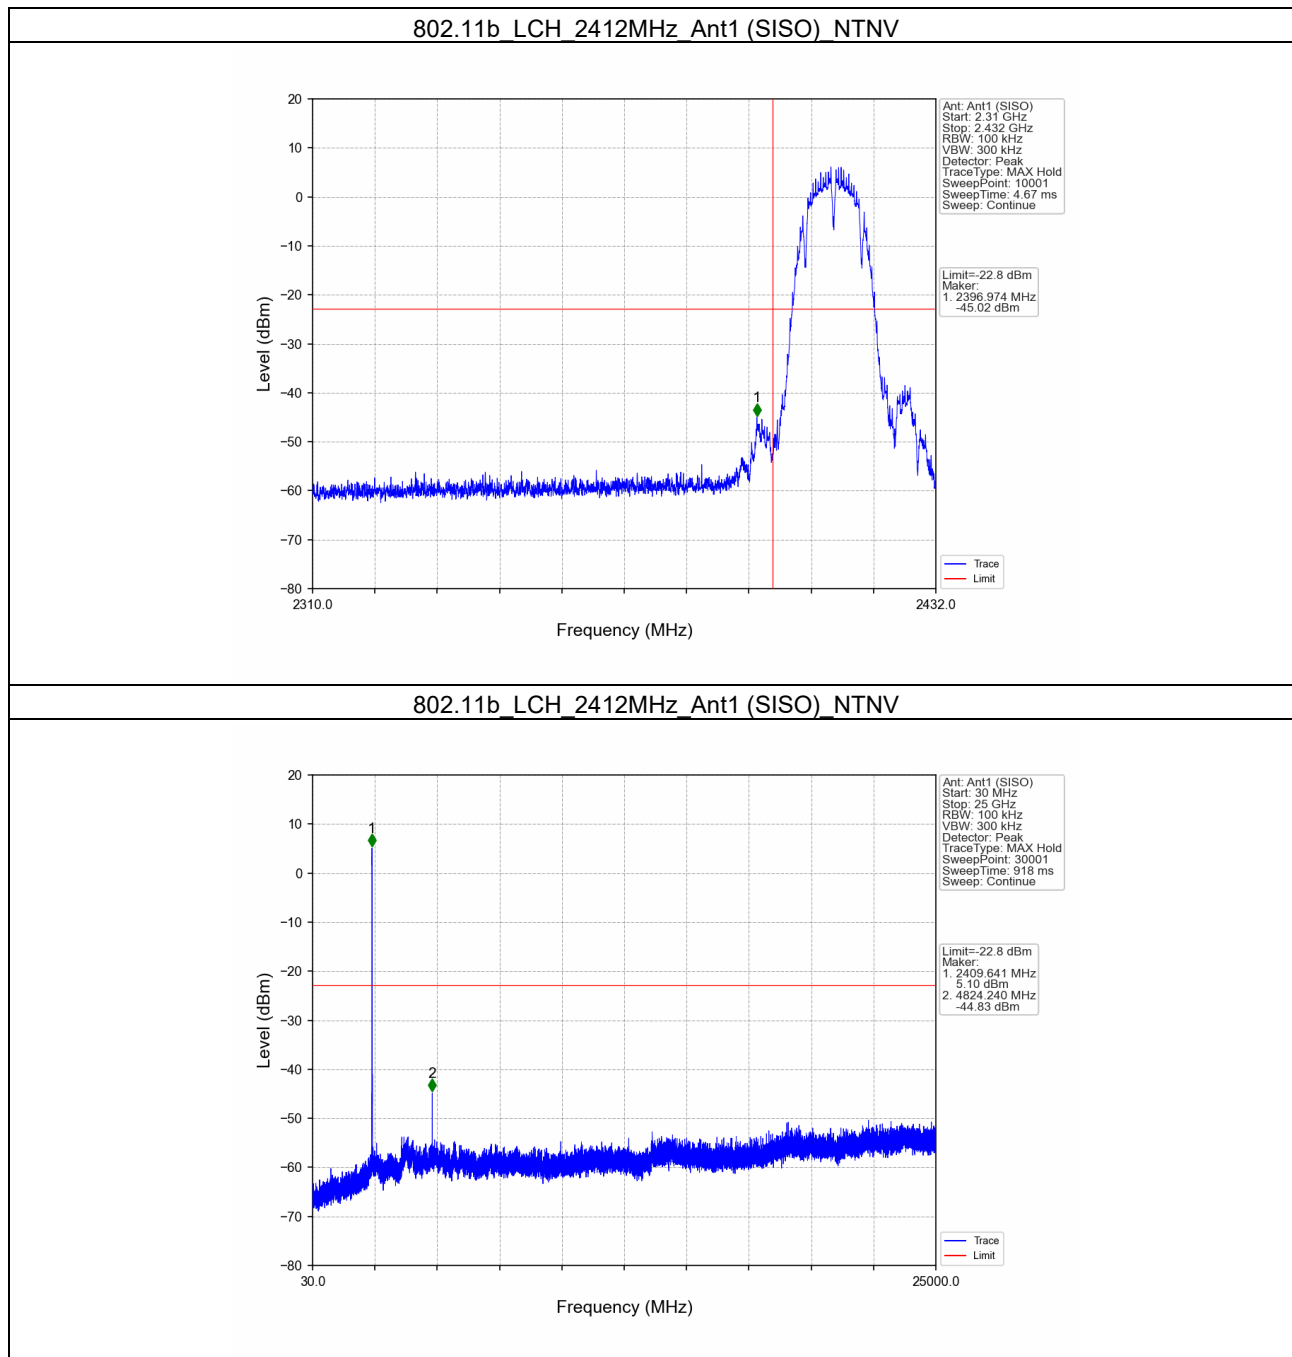 802.11b_LCH_2412MHz_Ant1 (SISO)_NTNV
20
10
0
−10
−20
−30
−40
−50
−60
−70
−80
Level (dBm)
1
2310.0
2432.0
Frequency (MHz)
Ant: Ant1 (SISO)
Start: 2.31 GHz
Stop: 2.432 GHz
RBW: 100 kHz
VBW: 300 kHz
Detector: Peak
TraceType: MAX Hold
SweepPoint: 10001
SweepTime: 4.67 ms
Sweep: Continue
Limit=-22.8 dBm
Maker:
1. 2396.974 MHz
-45.02 dBm
Trace
Limit
802.11b_LCH_2412MHz_Ant1 (SISO)_NTNV
20
10
0
−10
−20
−30
−40
−50
−60
−70
−80
Level (dBm)
1
2
30.0
25000.0
Frequency (MHz)
Ant: Ant1 (SISO)
Start: 30 MHz
Stop: 25 GHz
RBW: 100 kHz
VBW: 300 kHz
Detector: Peak
TraceType: MAX Hold
SweepPoint: 30001
SweepTime: 918 ms
Sweep: Continue
Limit=-22.8 dBm
Maker:
1. 2409.641 MHz
5.10 dBm
2. 4824.240 MHz
-44.83 dBm
Trace
Limit